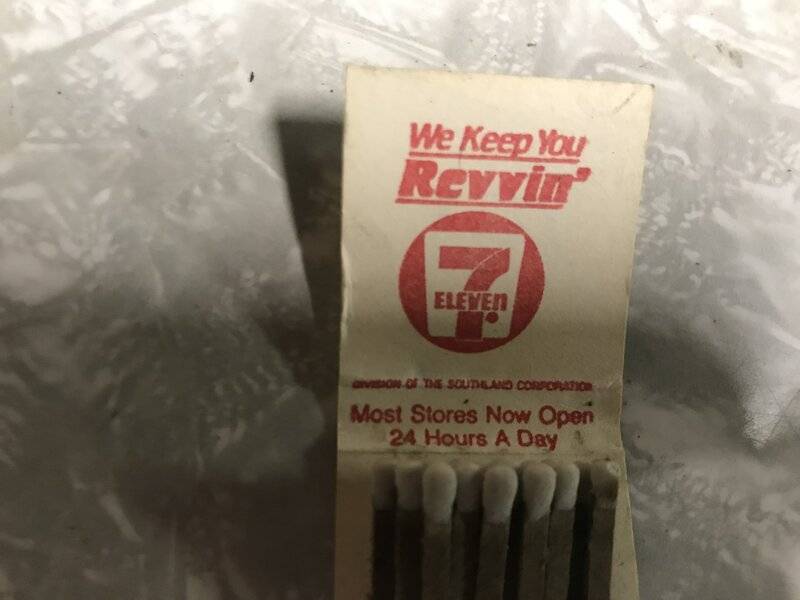 We Keep You
Revvin'
7
ELEVEn
DIVISION OF THE SOUTHLAND CORPORATION
Most Stores Now Open
24 Hours A Day